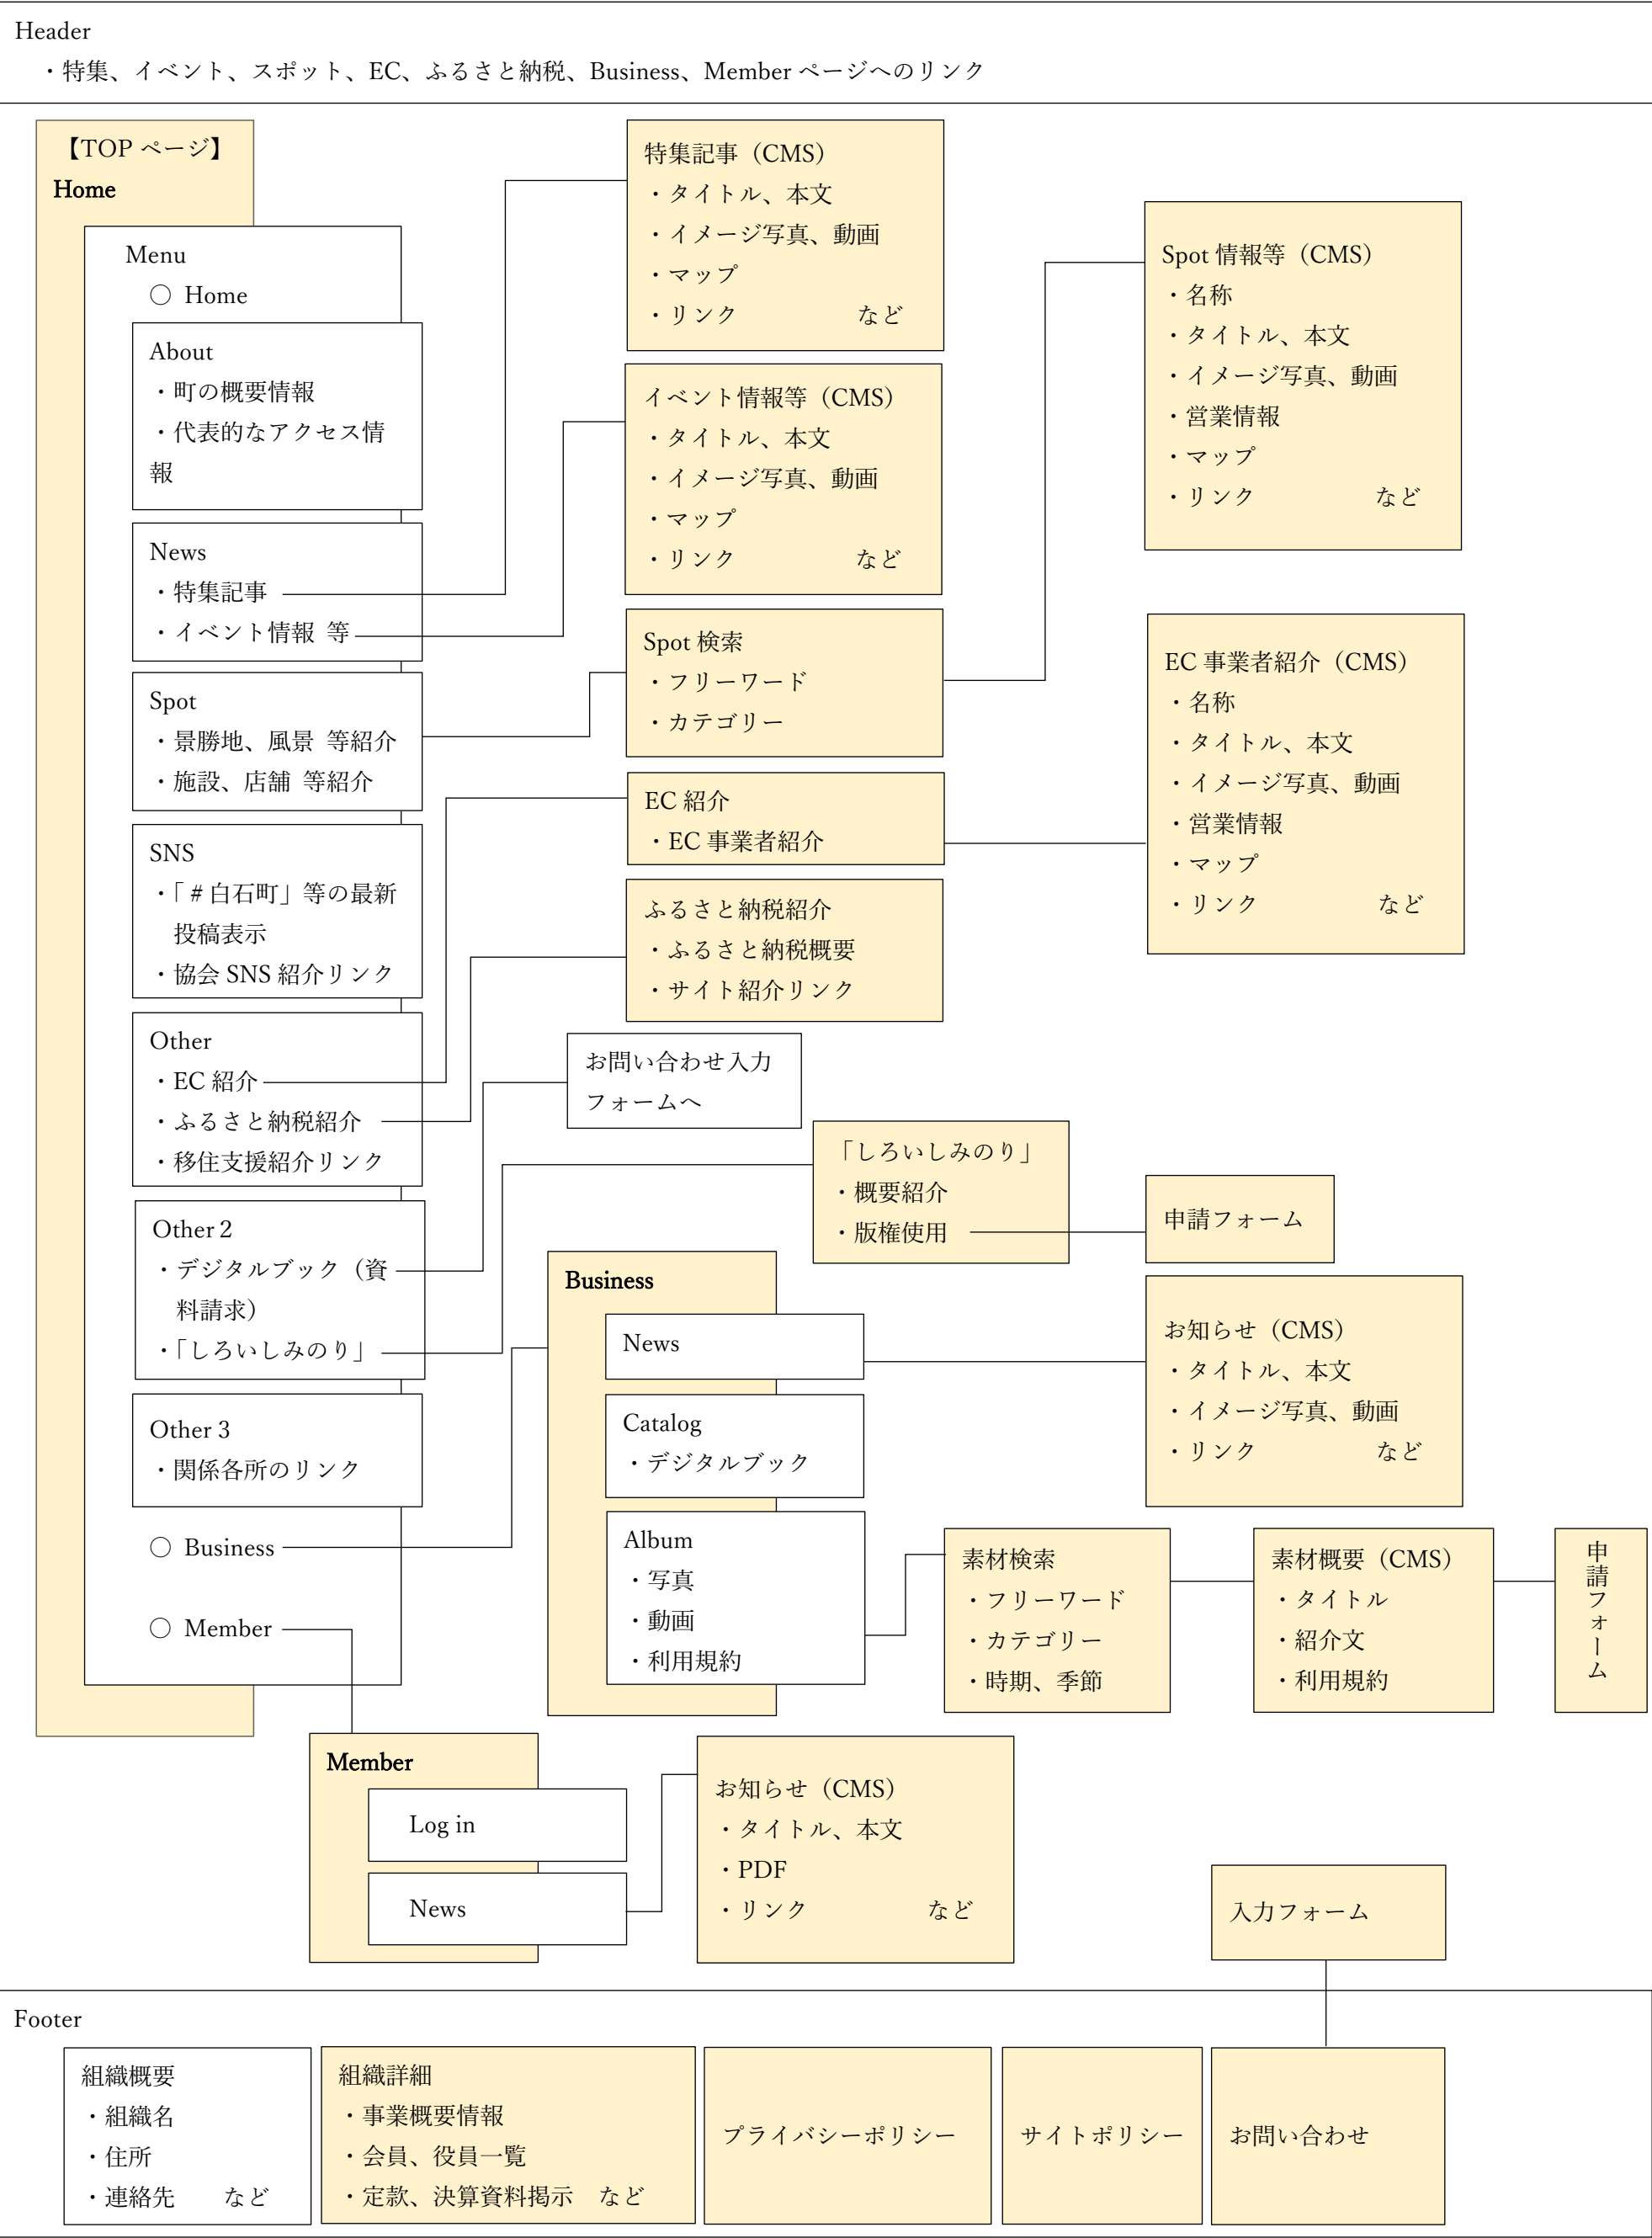 Header
・特集、イベント、スポット、EC、ふるさと納税、Business、Member ページへのリンク
【TOP ページ】
Home
Menu
○ Home
About
・町の概要情報
・代表的なアクセス情
報
News
・特集記事
・イベント情報 等
Spot
・景勝地、風景 等紹介
・施設、店舗 等紹介
SNS
・「＃白石町」等の最新
投稿表示
・協会 SNS 紹介リンク
Other
・EC 紹介
・ふるさと納税紹介
・移住支援紹介リンク
Other 2
・デジタルブック（資
料請求）
・「しろいしみのり」
Other 3
・関係各所のリンク
○ Business
○ Member
特集記事（CMS）
・タイトル、本文
・イメージ写真、動画
・マップ
・リンク など
イベント情報等（CMS）
・タイトル、本文
・イメージ写真、動画
・マップ
・リンク など
Spot 検索
・フリーワード
・カテゴリー
EC 紹介
・EC 事業者紹介
ふるさと納税紹介
・ふるさと納税概要
・サイト紹介リンク
お問い合わせ入力
フォームへ
Spot 情報等（CMS）
・名称
・タイトル、本文
・イメージ写真、動画
・営業情報
・マップ
・リンク など
EC 事業者紹介（CMS）
・名称
・タイトル、本文
・イメージ写真、動画
・営業情報
・マップ
・リンク など
「しろいしみのり」
・概要紹介
・版権使用
申請フォーム
Business
News
Catalog
・デジタルブック
Album
・写真
・動画
・利用規約
お知らせ（CMS）
・タイトル、本文
・イメージ写真、動画
・リンク など
素材検索
・フリーワード
・カテゴリー
・時期、季節
素材概要（CMS）
・タイトル
・紹介文
・利用規約
申請フォーム
Member
Log in
News
お知らせ（CMS）
・タイトル、本文
・PDF
・リンク など
入力フォーム
Footer
組織概要
・組織名
・住所
・連絡先 など
組織詳細
・事業概要情報
・会員、役員一覧
・定款、決算資料掲示 など
プライバシーポリシー
サイトポリシー
お問い合わせ